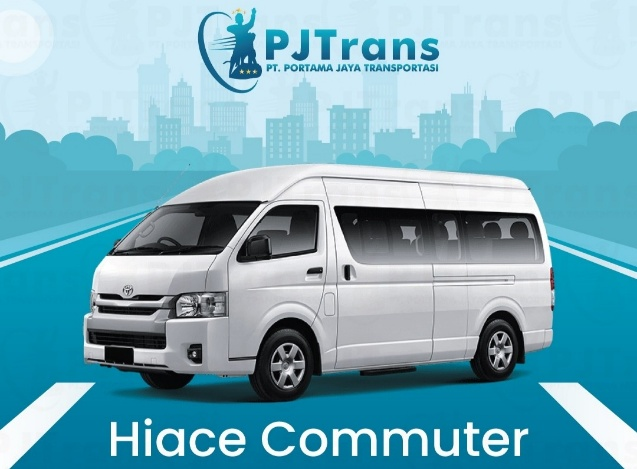 PJTrans
PT. PORTAMA JAYA TRANSPORTASI
Hiace Commuter